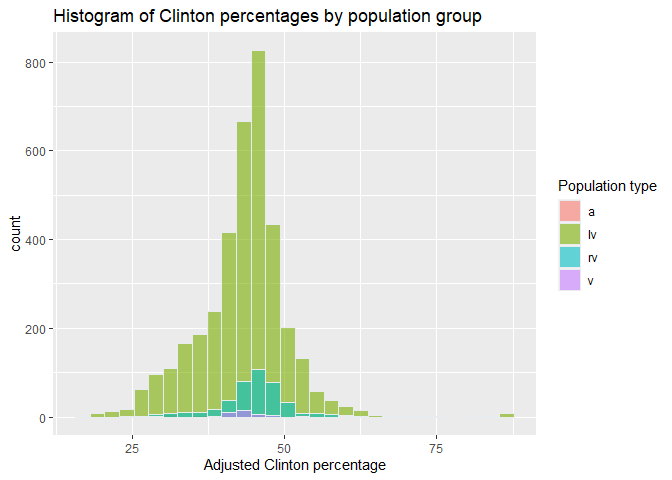 Histogram of Clinton percentages by population group
800
600
400
200
0
count
25
50
75
Adjusted Clinton percentage
Population type
a
lv
rv
v